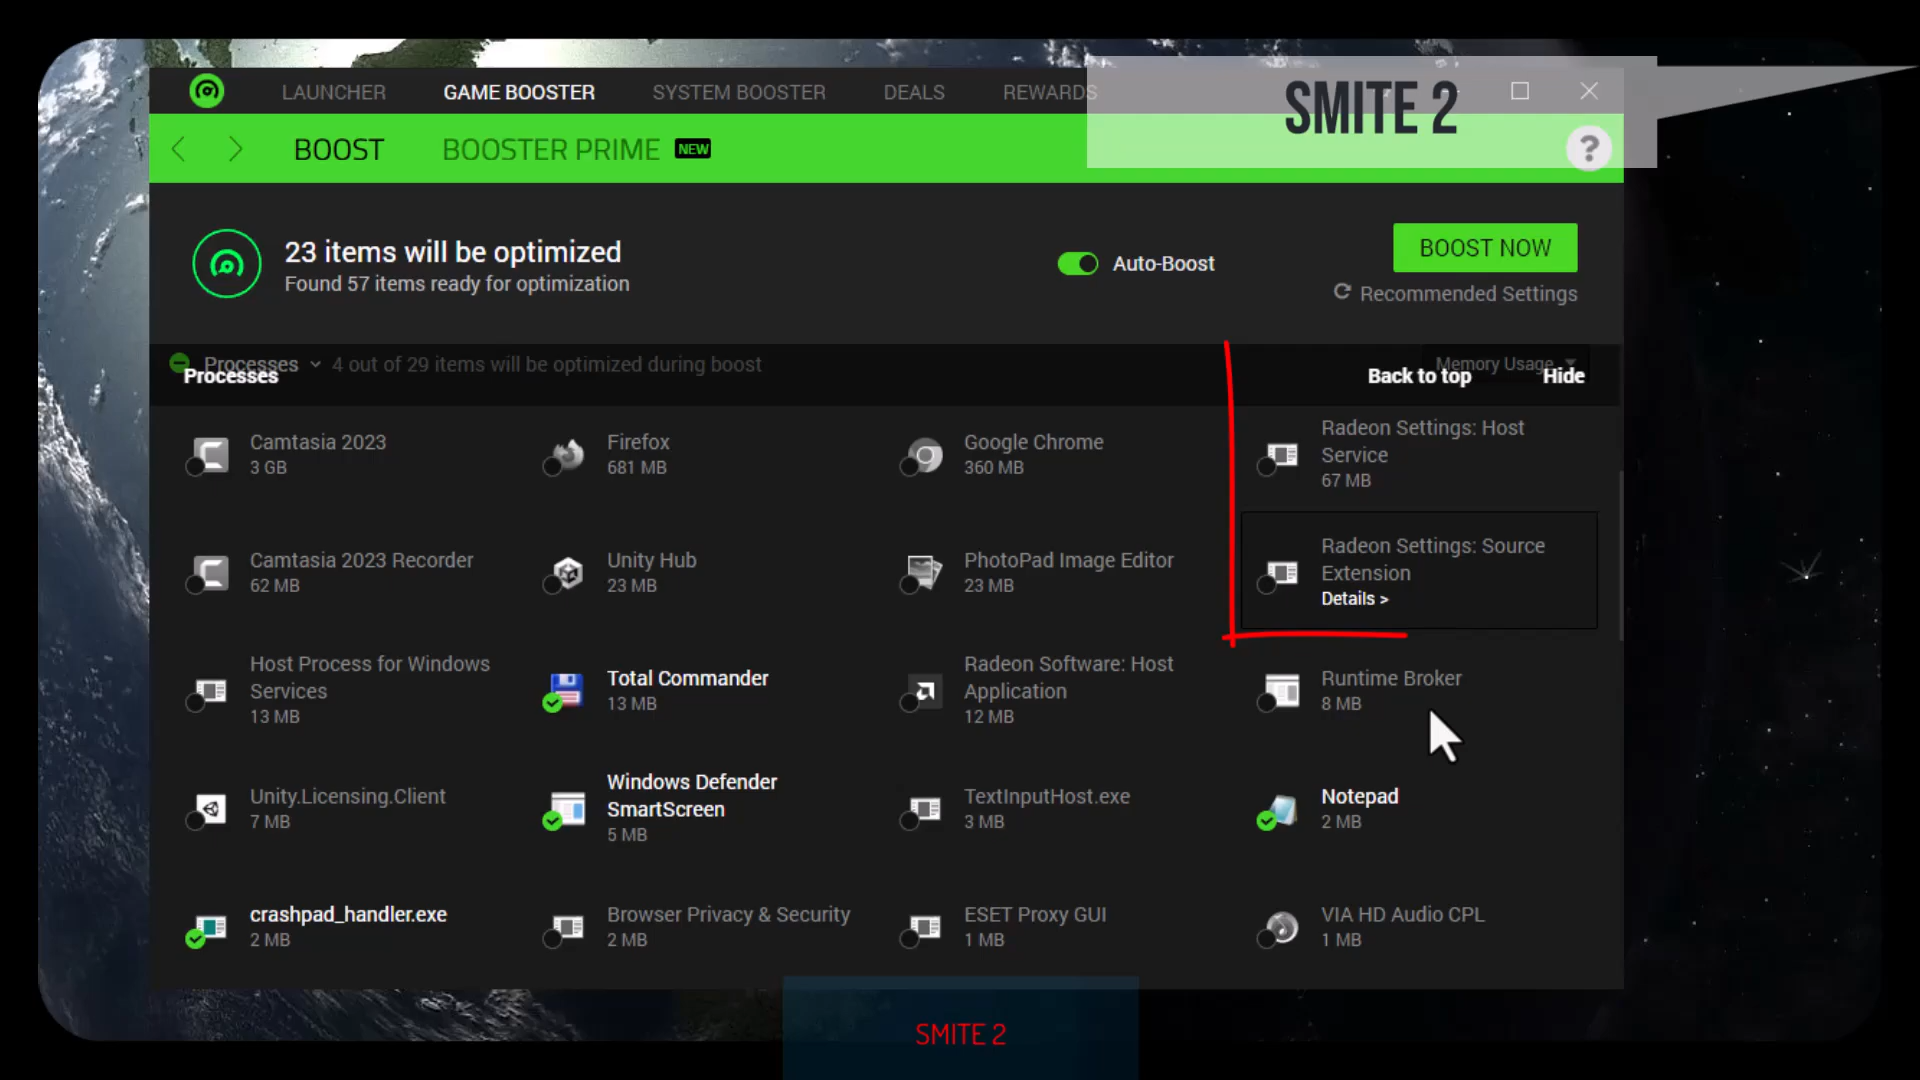 LAUNCHER GAME BOOSTER SYSTEM BOOSTER DEALS REWARDS
SMITE 2
BOOST BOOSTER PRIME NEW
?
23 items will be optimized
Found 57 items ready for optimization
Auto-Boost
BOOST NOW
Recommended Settings
Processes 4 out of 29 items will be optimized during boost Memory Usage
Processes Back to top Hide
Camtasia 2023
3 GB
Firefox
681 MB
Google Chrome
360 MB
Radeon Settings: Host
Service
67 MB
Camtasia 2023 Recorder
62 MB
Unity Hub
23 MB
PhotoPad Image Editor
23 MB
Radeon Settings: Source
Extension
Details >
Host Process for Windows
Services
13 MB
Total Commander
13 MB
Radeon Software: Host
Application
12 MB
Runtime Broker
8 MB
Unity.Licensing.Client
7 MB
Windows Defender
SmartScreen
5 MB
TextInputHost.exe
3 MB
Notepad
2 MB
crashpad_handler.exe
2 MB
Browser Privacy & Security
2 MB
ESET Proxy GUI
1 MB
VIA HD Audio CPL
1 MB
SMITE 2